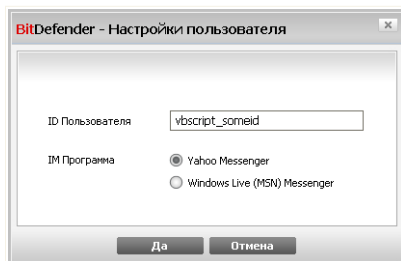 BitDefender - Настройки пользователя
ID Пользователя vbscript_someid
IM Программа Yahoo Messenger
Windows Live (MSN) Messenger
Да Отмена